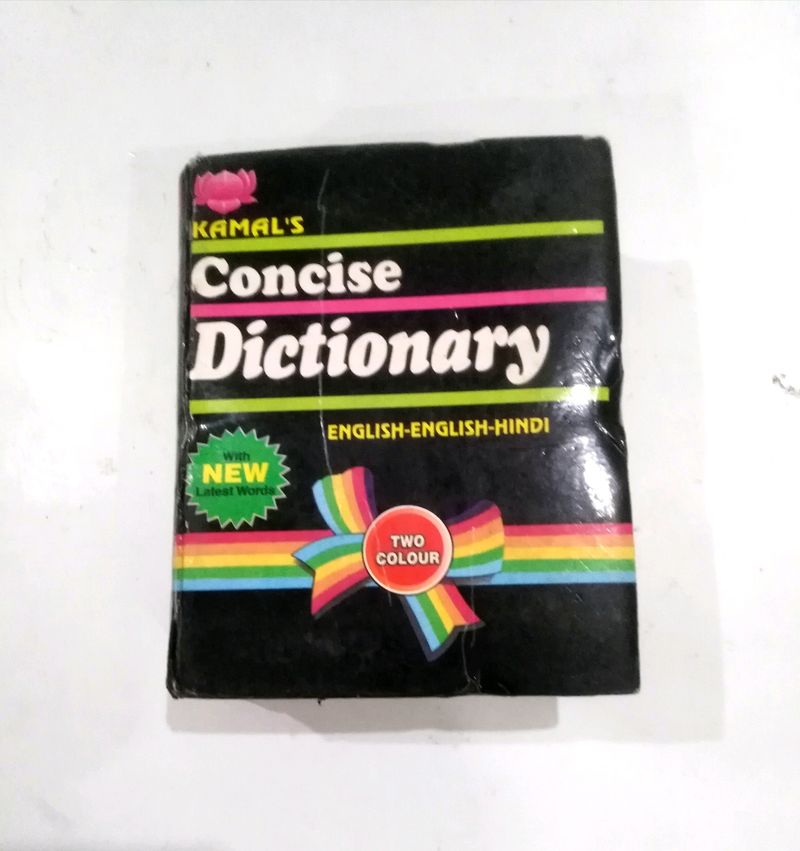 KAMAL'S
Concise
Dictionary
ENGLISH-ENGLISH-HINDI
With
NEW
Latest Words
TWO
COLOUR